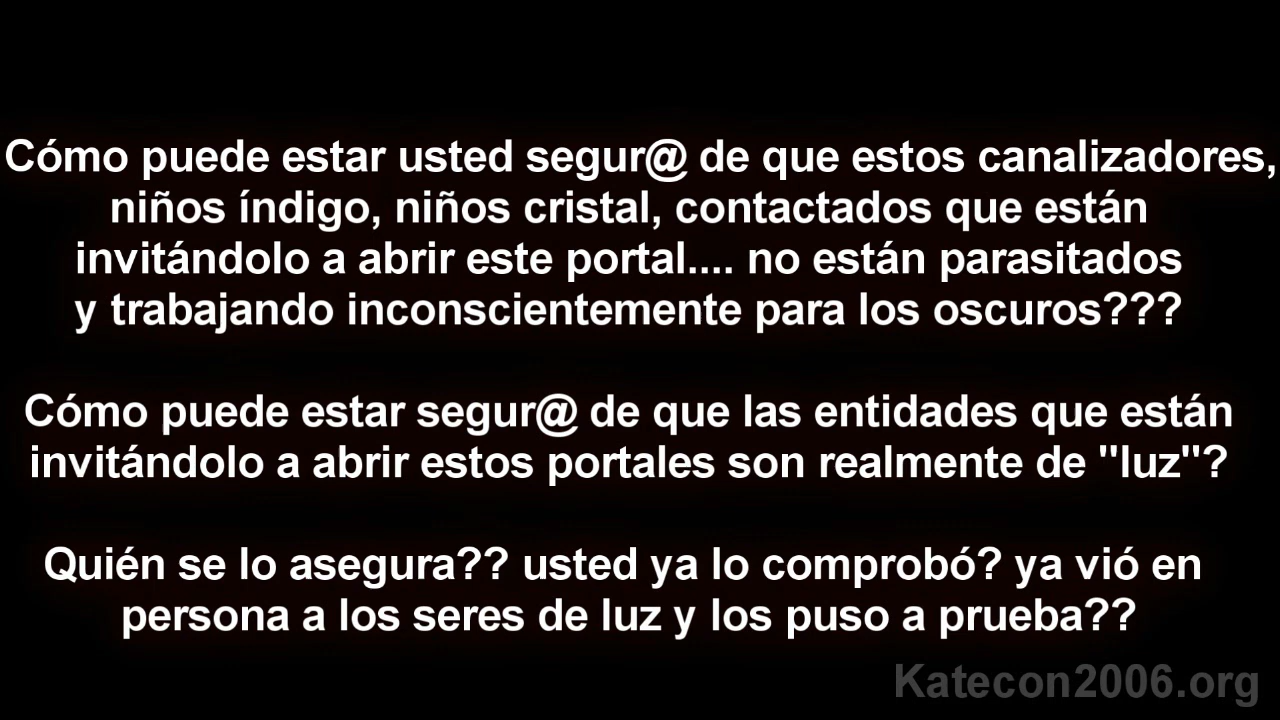 Cómo puede estar usted segur@ de que estos canalizadores,
niños índigo, niños cristal, contactados que están
invitándolo a abrir este portal.... no están parasitados
y trabajando inconscientemente para los oscuros???
Cómo puede estar segur@ de que las entidades que están
invitándolo a abrir estos portales son realmente de "luz"?
Quién se lo asegura?? usted ya lo comprobó? ya vió en
persona a los seres de luz y los puso a prueba??
Katecon2006.org